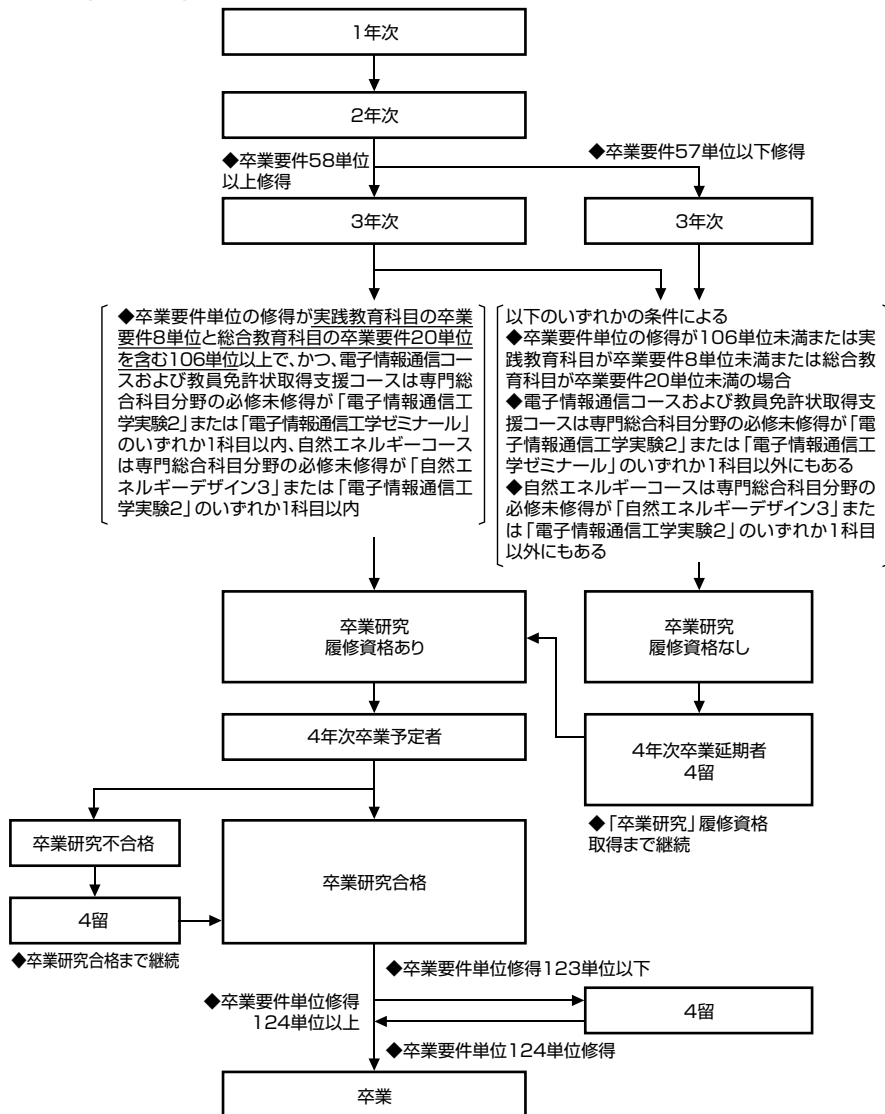 1年次
2年次
◆卒業要件58単位
以上修得
◆卒業要件57単位以下修得
3年次
3年次
◆卒業要件単位の修得が実践教育科目の卒業
要件8単位と総合教育科目の卒業要件20単位
を含む106単位以上で、かつ、電子情報通信コー
スおよび教員免許状取得支援コースは専門総
合科目分野の必修未修得が「電子情報通信工
学実験2」または「電子情報通信工学ゼミナール」
のいずれか1科目以内、自然エネルギーコース
は専門総合科目分野の必修未修得が「自然エ
ネルギーデザイン3」または「電子情報通信工
学実験2」のいずれか1科目以内
以下のいずれかの条件による
◆卒業要件単位の修得が106単位未満または実
践教育科目が卒業要件8単位未満または総合教
育科目が卒業要件20単位未満の場合
◆電子情報通信コースおよび教員免許状取得支
援コースは専門総合科目分野の必修未修得が「電
子情報通信工学実験2」または「電子情報通信工
学ゼミナール」のいずれか1科目以外にもある
◆自然エネルギーコースは専門総合科目分野の
必修未修得が「自然エネルギーデザイン3」また
は「電子情報通信工学実験2」のいずれか1科目
以外にもある
卒業研究
履修資格あり
卒業研究
履修資格なし
4年次卒業予定者
4年次卒業延期者
4留
◆「卒業研究」履修資格
取得まで継続
卒業研究不合格
卒業研究合格
4留
◆卒業研究合格まで継続
◆卒業要件単位修得123単位以下
◆卒業要件単位修得
124単位以上
4留
◆卒業要件単位124単位修得
卒業